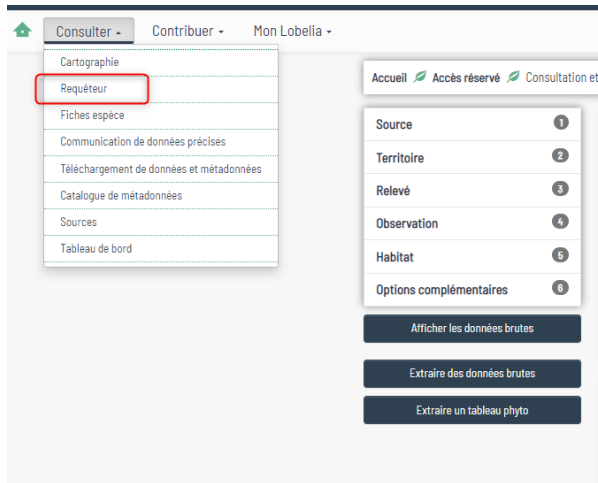 Consulter
Contribuer
Mon Lobelia
Cartographie
Requêteur
Fiches espèce
Communication de données précises
Téléchargement de données et métadonnées
Catalogue de métadonnées
Sources
Tableau de bord
Accueil Accès réservé Consultation et
Source 1
Territoire 2
Relevé 3
Observation 4
Habitat 5
Options complémentaires 6
Afficher les données brutes
Extraire des données brutes
Extraire un tableau phyto